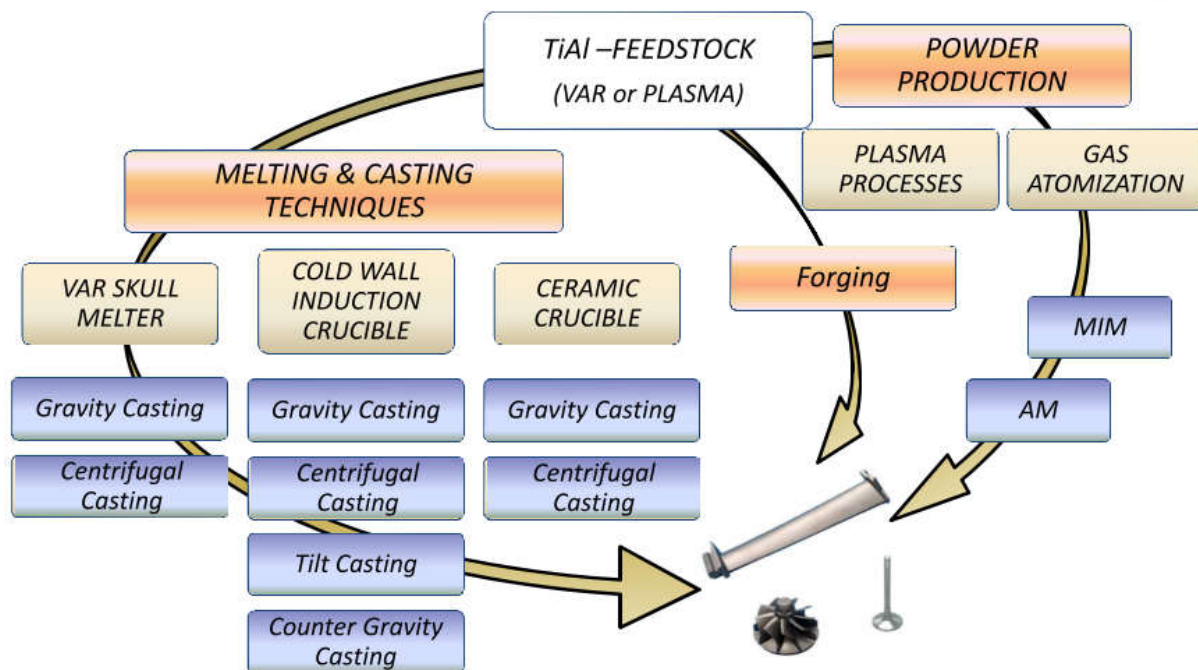 TiAl –FEEDSTOCK
(VAR or PLASMA)
POWDER
PRODUCTION
PLASMA
PROCESSES
GAS
ATOMIZATION
MELTING & CASTING
TECHNIQUES
Forging
VAR SKULL
MELTER
COLD WALL
INDUCTION
CRUCIBLE
CERAMIC
CRUCIBLE
MIM
AM
Gravity Casting
Gravity Casting
Gravity Casting
Centrifugal
Casting
Centrifugal
Casting
Centrifugal
Casting
Tilt Casting
Counter Gravity
Casting